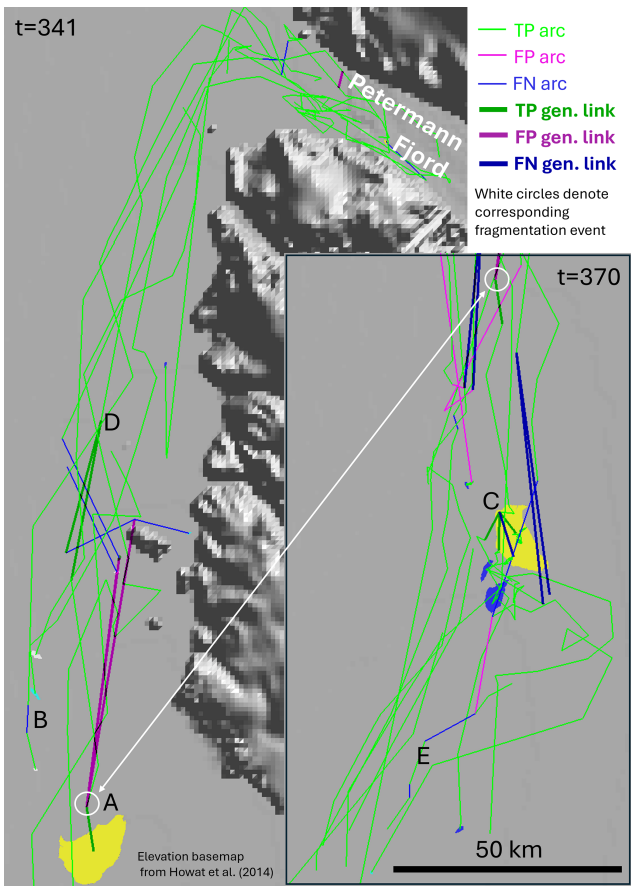 t=341
TP arc
FP arc
FN arc
TP gen. link
FP gen. link
FN gen. link
White circles denote
corresponding
fragmentation event
Petermann
Fjord
t=370
D
C
B
E
A
Elevation basemap
from Howat et al. (2014)
50 km